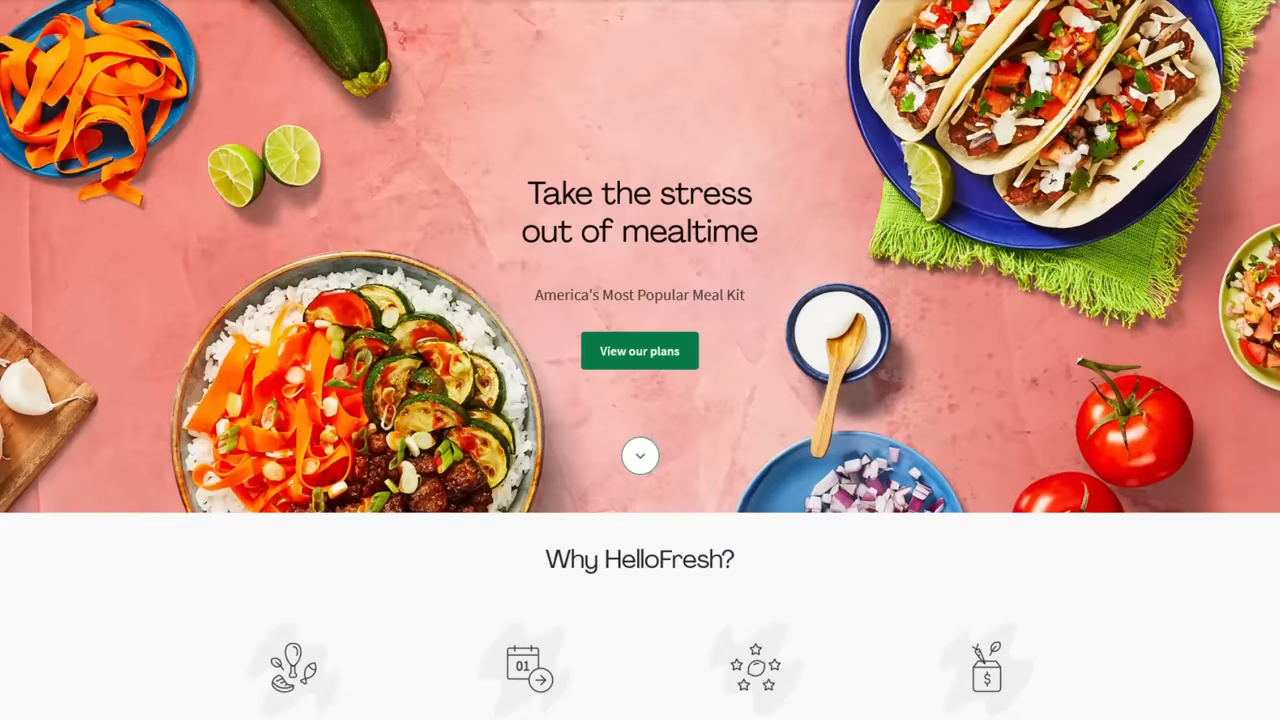 Take the stress
out of mealtime
America's Most Popular Meal Kit
View our plans
Why HelloFresh?
01
$